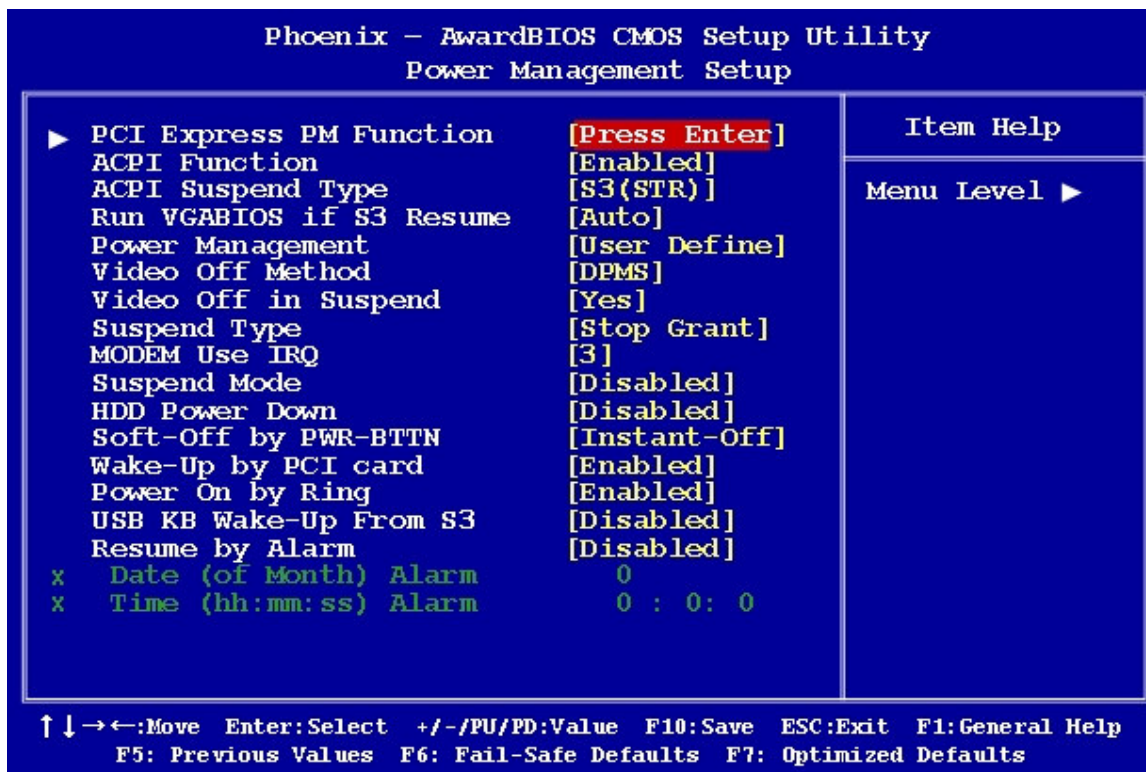 Phoenix – AwardBIOS CMOS Setup Utility
Power Management Setup
▶ PCI Express PM Function [Press Enter]
ACPI Function [Enabled]
ACPI Suspend Type [S3(STR)]
Run VGABIOS if S3 Resume [Auto]
Power Management [User Define]
Video Off Method [DPMS]
Video Off in Suspend [Yes]
Suspend Type [Stop Grant]
MODEM Use IRQ [3]
Suspend Mode [Disabled]
HDD Power Down [Disabled]
Soft-Off by PWR-BTTN [Instant-Off]
Wake-Up by PCI card [Enabled]
Power On by Ring [Enabled]
USB KB Wake-Up From S3 [Disabled]
Resume by Alarm [Disabled]
x Date (of Month) Alarm 0
x Time (hh:mm:ss) Alarm 0 : 0: 0
Item Help
Menu Level ▶
↑↓→←:Move Enter:Select +/-/PU/PD:Value F10:Save ESC:Exit F1:General Help
F5: Previous Values F6: Fail-Safe Defaults F7: Optimized Defaults